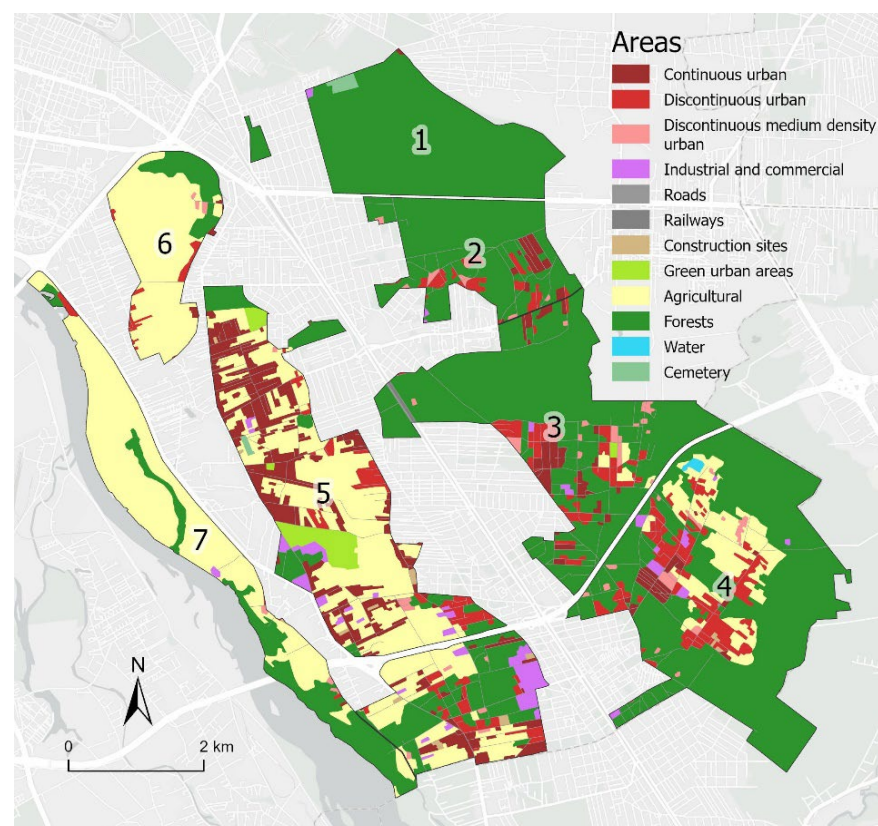 Areas
Continuous urban
Discontinuous urban
Discontinuous medium density
urban
Industrial and commercial
Roads
Railways
Construction sites
Green urban areas
Agricultural
Forests
Water
Cemetery
1
2
3
4
5
6
7
N
0 2 km